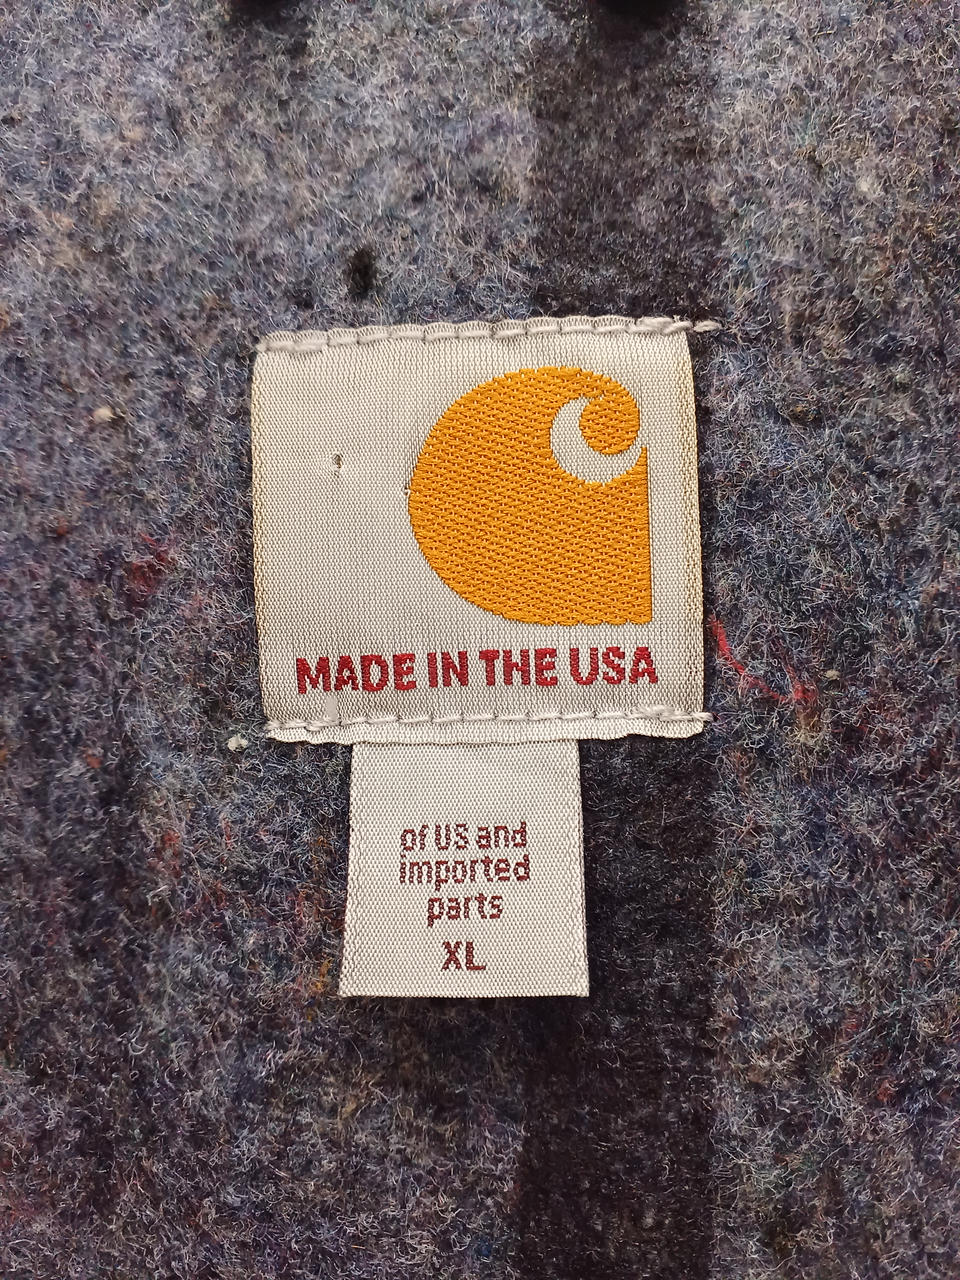 MADE IN THE USA
of US and
imported
parts
XL